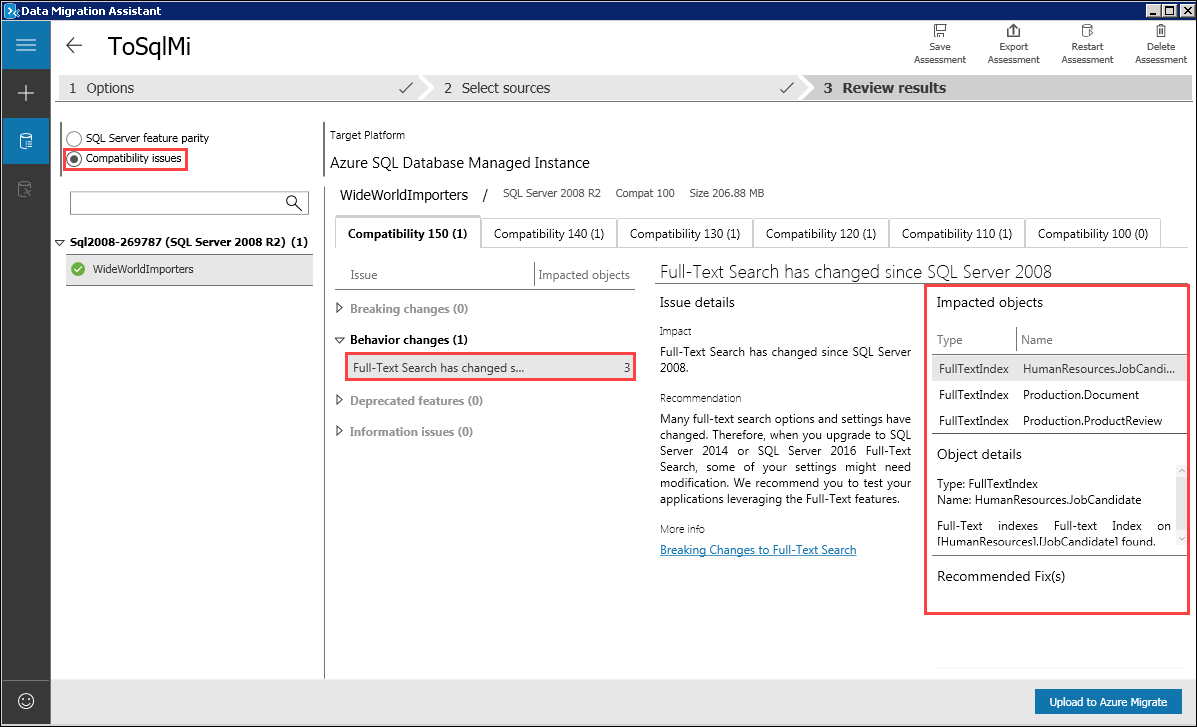 Data Migration Assistant
ToSqlMi
Save Assessment
Export Assessment
Restart Assessment
Delete Assessment
1 Options
2 Select sources
3 Review results
SQL Server feature parity
Compatibility issues
Sql2008-269787 (SQL Server 2008 R2) (1)
WideWorldImporters
Target Platform
Azure SQL Database Managed Instance
WideWorldImporters / SQL Server 2008 R2 Compat 100 Size 206.88 MB
Compatibility 150 (1) Compatibility 140 (1) Compatibility 130 (1) Compatibility 120 (1) Compatibility 110 (1) Compatibility 100 (0)
Issue Impacted objects
Breaking changes (0)
Behavior changes (1)
Full-Text Search has changed s... 3
Deprecated features (0)
Information issues (0)
Full-Text Search has changed since SQL Server 2008
Issue details
Impact
Full-Text Search has changed since SQL Server
2008.
Recommendation
Many full-text search options and settings have
changed. Therefore, when you upgrade to SQL
Server 2014 or SQL Server 2016 Full-Text
Search, some of your settings might need
modification. We recommend you to test your
applications leveraging the Full-Text features.
More info
Breaking Changes to Full-Text Search
Impacted objects
Type Name
FullTextIndex HumanResources.JobCandi...
FullTextIndex Production.Document
FullTextIndex Production.ProductReview
Object details
Type: FullTextIndex
Name: HumanResources.JobCandidate
Full-Text indexes Full-text Index on
[HumanResources].[JobCandidate] found.
Recommended Fix(s)
Upload to Azure Migrate